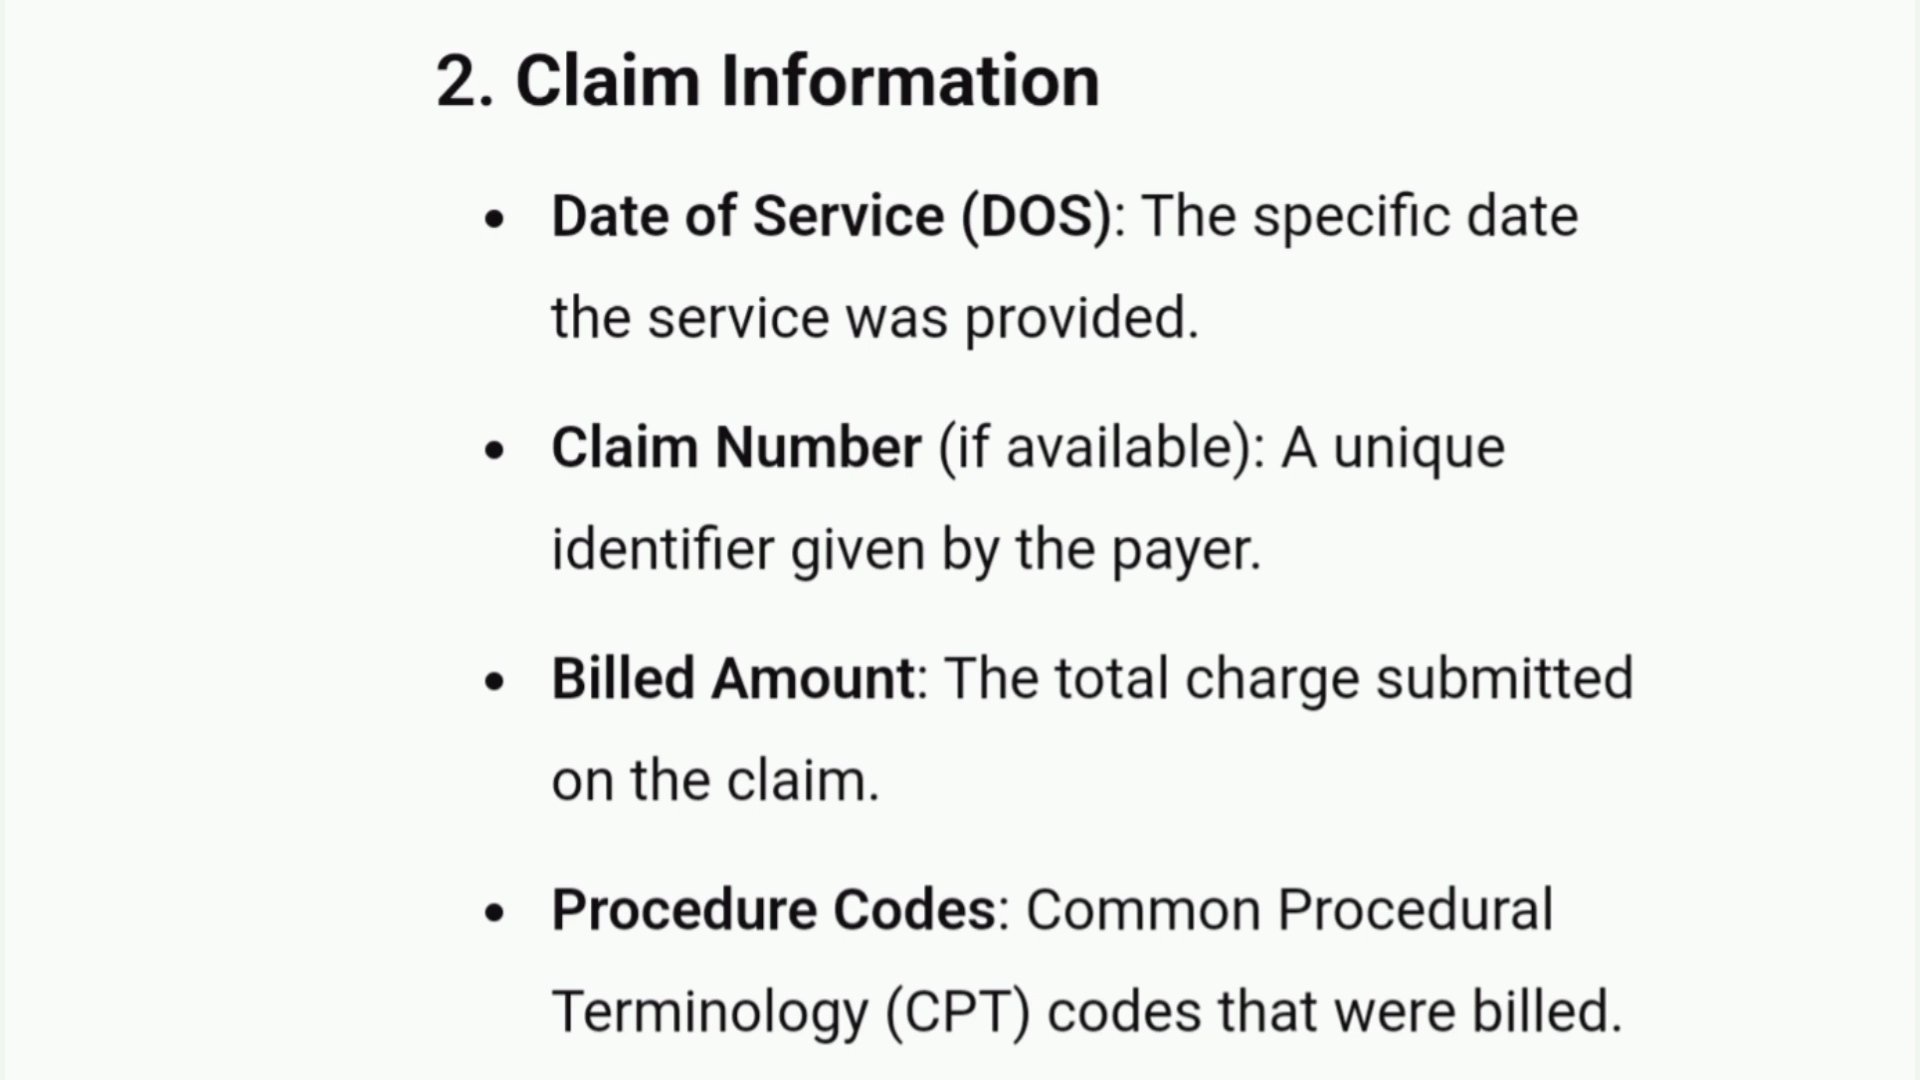 2. Claim Information
• Date of Service (DOS): The specific date
the service was provided.
• Claim Number (if available): A unique
identifier given by the payer.
• Billed Amount: The total charge submitted
on the claim.
• Procedure Codes: Common Procedural
Terminology (CPT) codes that were billed.